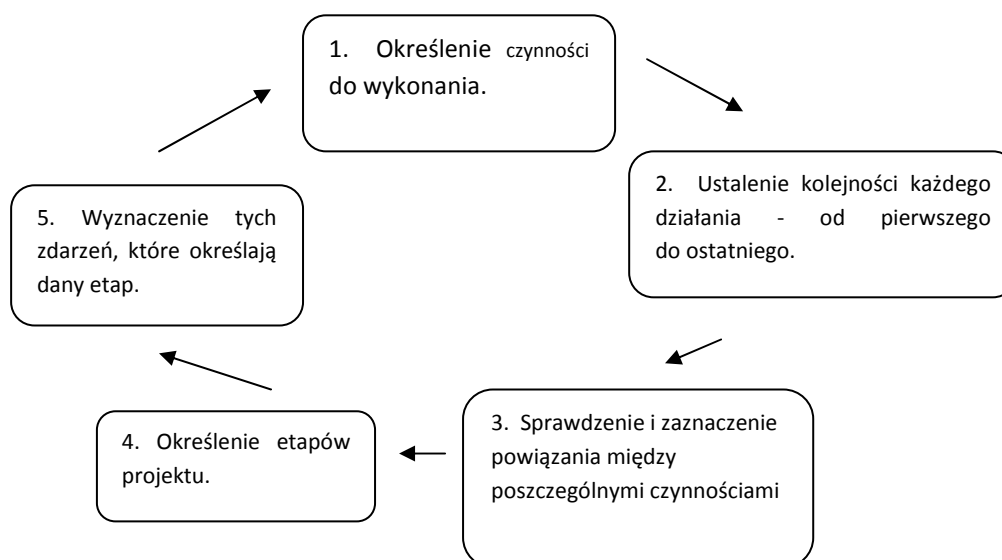 1. Określenie czynności
do wykonania.
2. Ustalenie kolejności każdego
działania - od pierwszego
do ostatniego.
3. Sprawdzenie i zaznaczenie
powiązania między
poszczególnymi czynnościami
4. Określenie etapów
projektu.
5. Wyznaczenie tych
zdarzeń, które określają
dany etap.